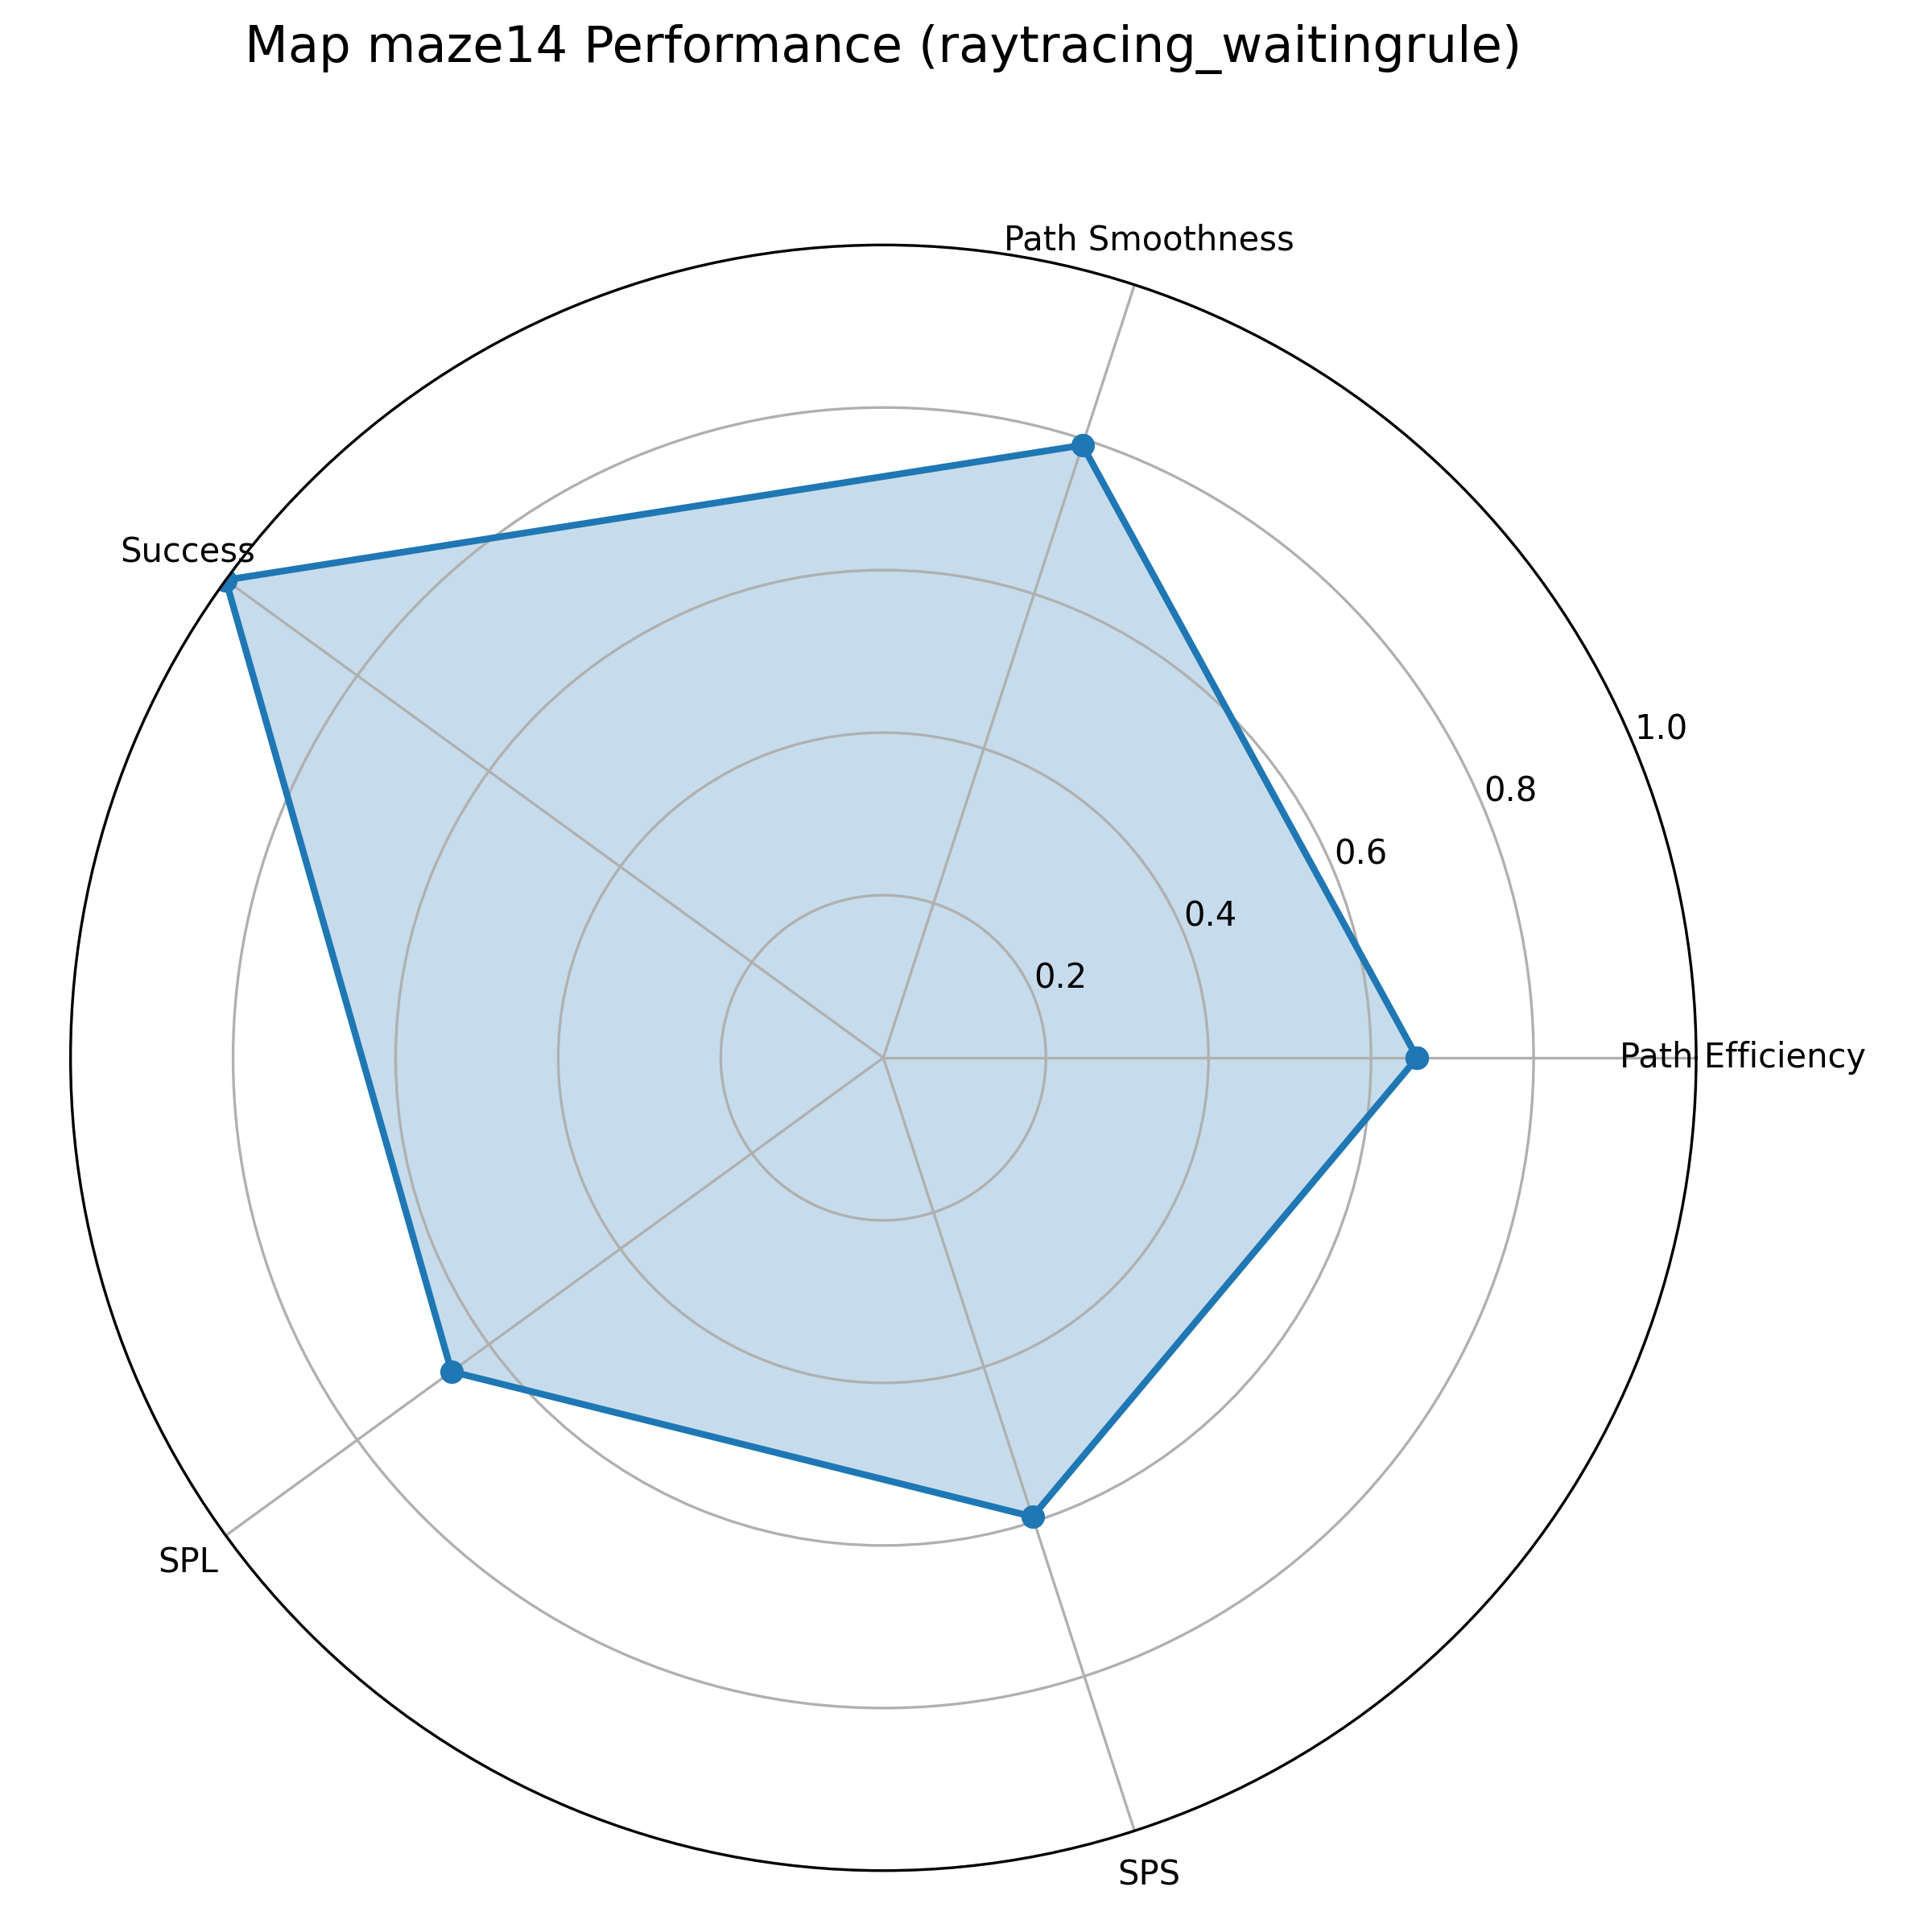 Map maze14 Performance (raytracing_waitingrule)
Path Smoothness
Success
1.0
0.8
0.6
0.4
0.2
Path Efficiency
SPL
SPS